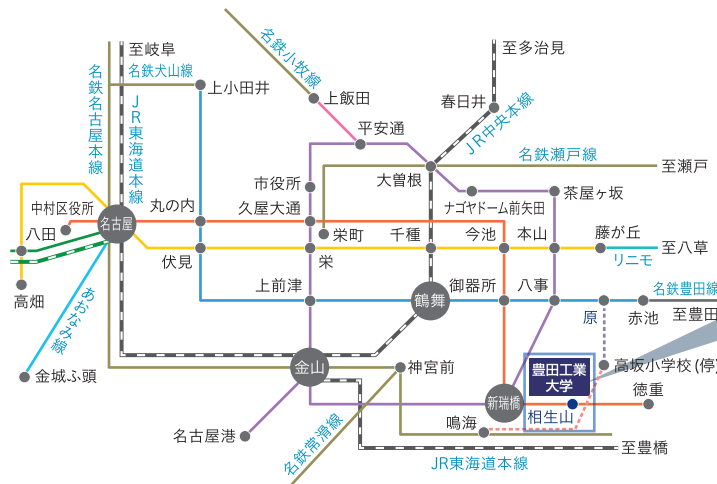 至岐阜
名鉄犬山線
名鉄小牧線
至多治見
名鉄名古屋本線
JR東海道本線
上小田井
上飯田
春日井
JR中央本線
平安通
名鉄瀬戸線
至瀬戸
市役所
大曽根
茶屋ヶ坂
中村区役所
丸の内
久屋大通
ナゴヤドーム前矢田
名古屋
八田
栄町
千種
今池
本山
藤が丘
至八草
伏見
栄
リニモ
高畑
あおなみ線
上前津
鶴舞
御器所
八事
名鉄豊田線
原
赤池
至豊田
金城ふ頭
金山
神宮前
豊田工業
大学
高坂小学校(停)
徳重
新瑞橋
相生山
名古屋港
名鉄常滑線
鳴海
至豊橋
JR東海道本線